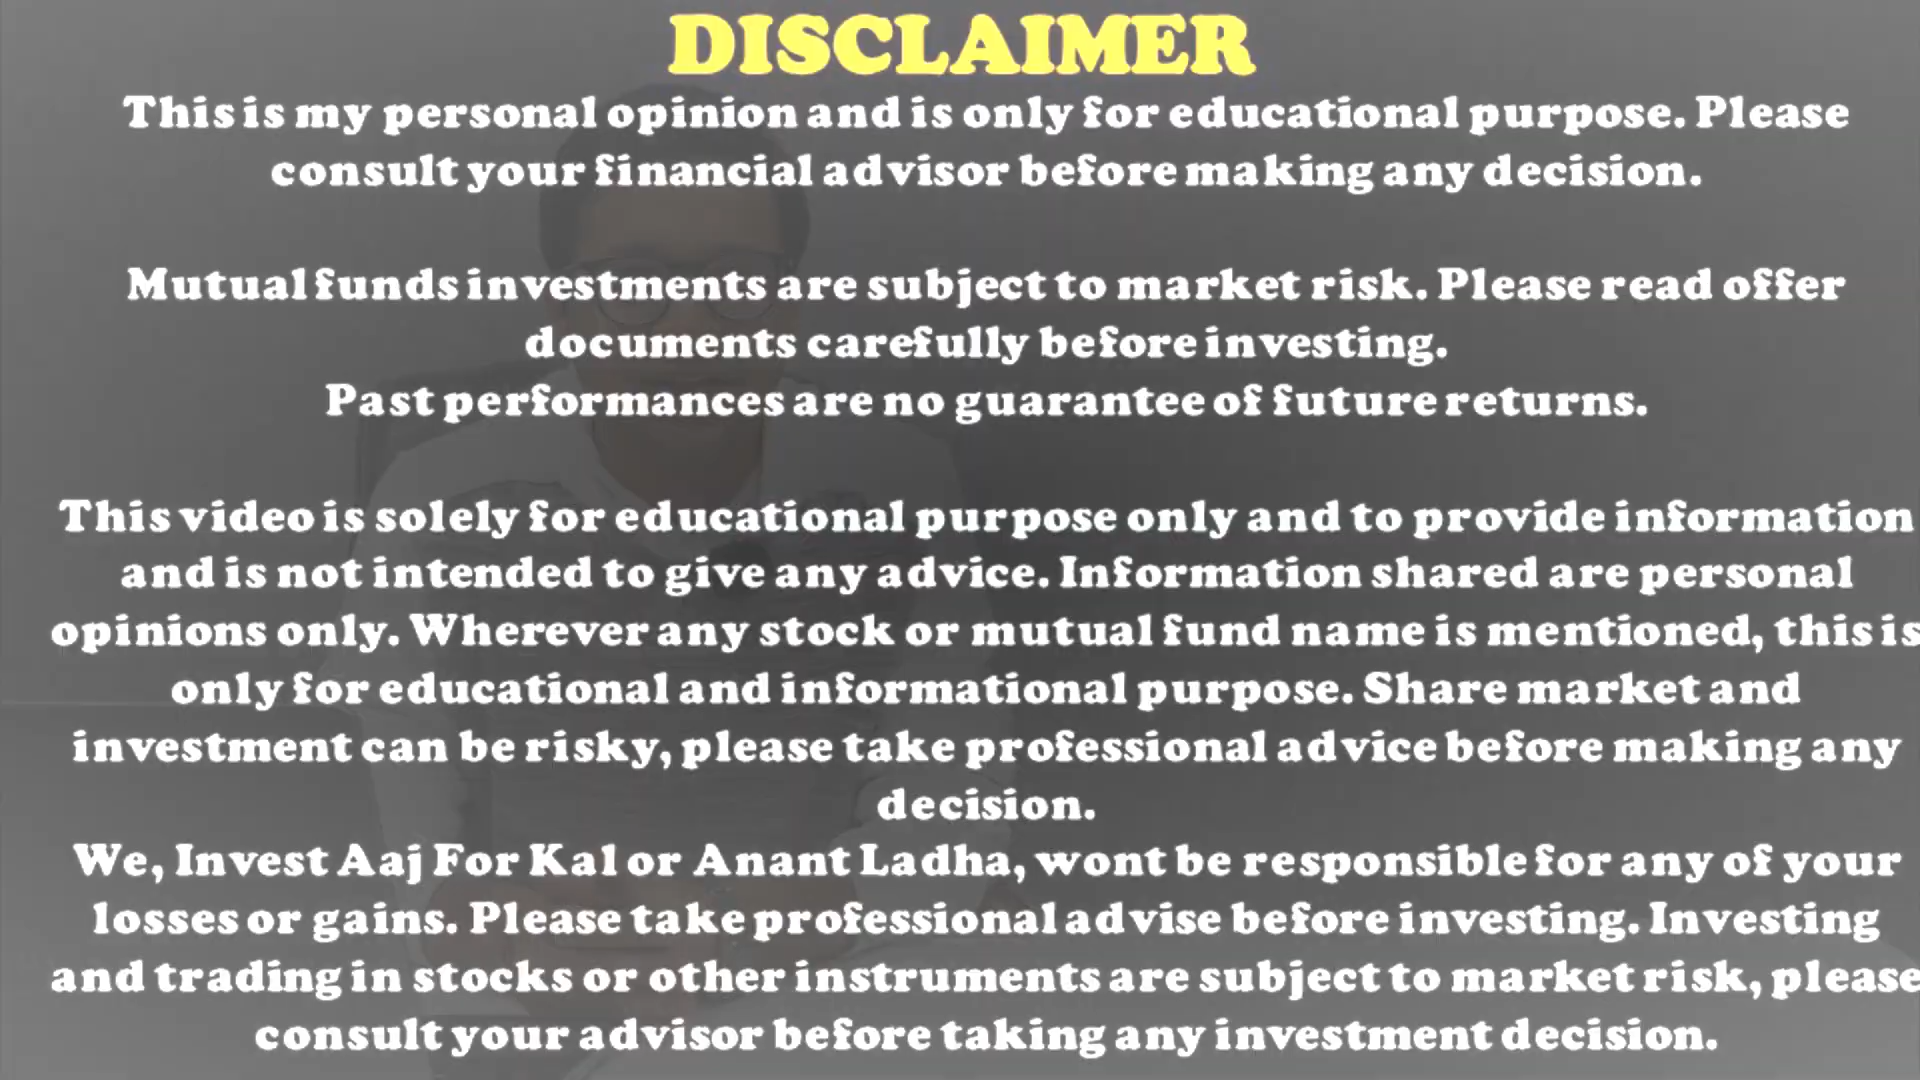 DISCLAIMER
This is my personal opinion and is only for educational purpose. Please
consult your financial advisor before making any decision.
Mutual funds investments are subject to market risk. Please read offer
documents carefully before investing.
Past performances are no guarantee of future returns.
This video is solely for educational purpose only and to provide information
and is not intended to give any advice. Information shared are personal
opinions only. Wherever any stock or mutual fund name is mentioned, this is
only for educational and informational purpose. Share market and
investment can be risky, please take professional advice before making any
decision.
We, Invest Aaj For Kal or Anant Ladha, wont be responsible for any of your
losses or gains. Please take professional advise before investing. Investing
and trading in stocks or other instruments are subject to market risk, please
consult your advisor before taking any investment decision.